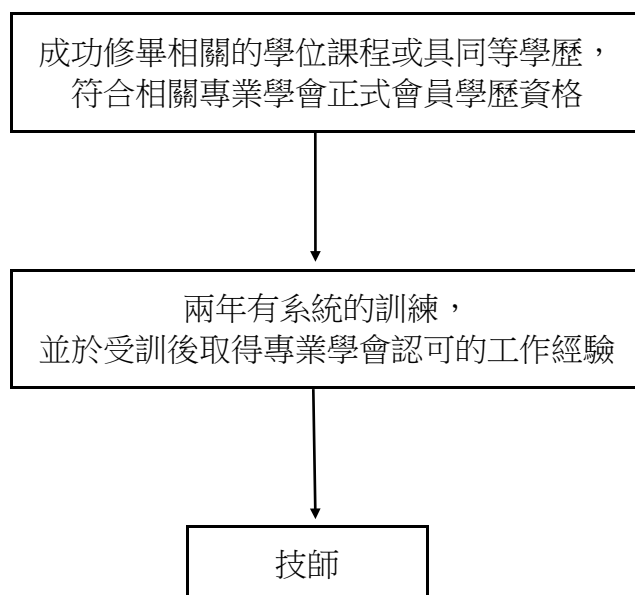 成功修畢相關的學位課程或具同等學歷，
符合相關專業學會正式會員學歷資格
兩年有系統的訓練，
並於受訓後取得專業學會認可的工作經驗
技師